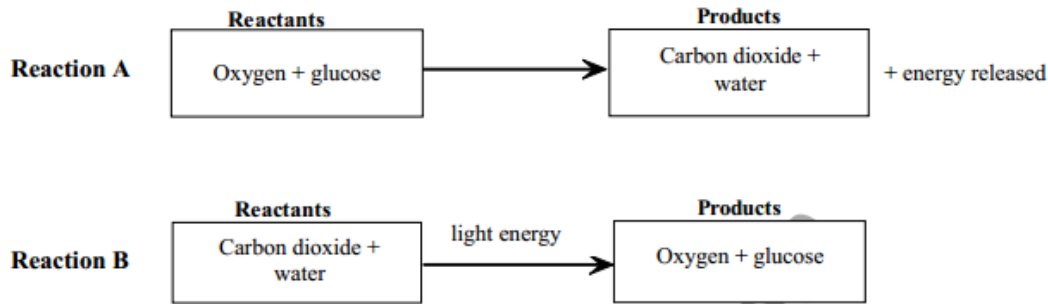 Reactants
Products
Reaction A
Oxygen + glucose
Carbon dioxide +
water
+ energy released
Reactants
Products
Reaction B
Carbon dioxide +
water
light energy
Oxygen + glucose